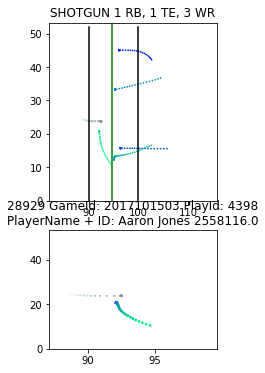 SHOTGUN 1 RB, 1 TE, 3 WR
50
40
30
20
10
0
90 100 110
28929 GameId: 2017101503 PlayId: 4398
PlayerName + ID: Aaron Jones 2558116.0
40
20
0
90 95